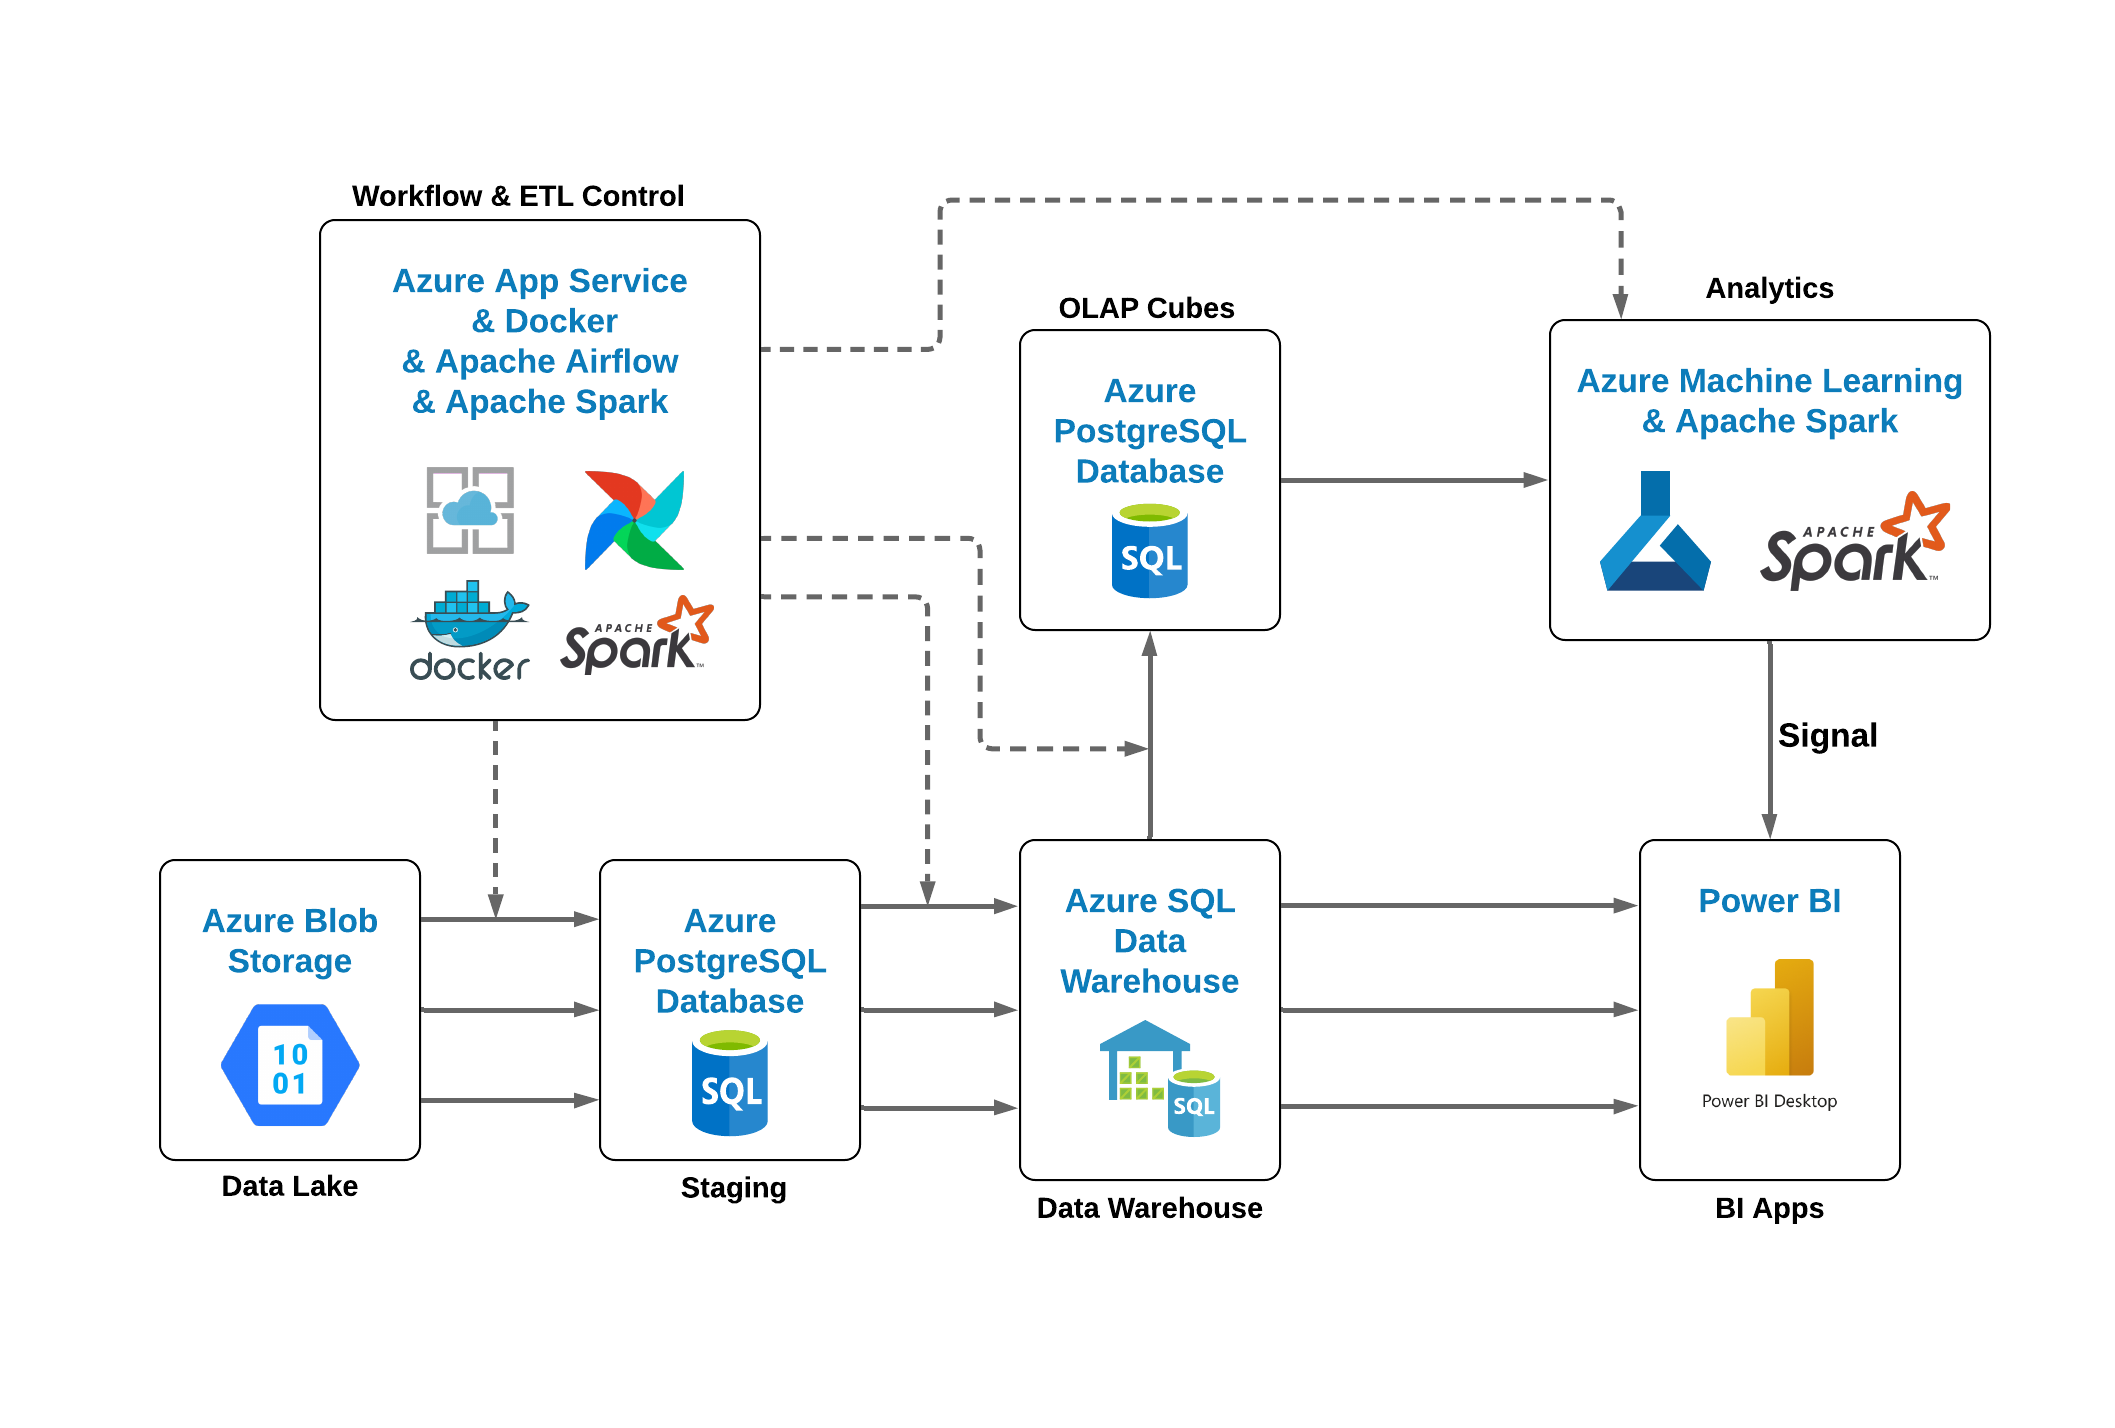 Workflow & ETL Control
Azure App Service
& Docker
& Apache Airflow
& Apache Spark
docker
APACHE
Spark™
OLAP Cubes
Azure
PostgreSQL
Database
SQL
Analytics
Azure Machine Learning
& Apache Spark
APACHE
Spark™
Signal
Azure Blob
Storage
10
01
Data Lake
Azure
PostgreSQL
Database
SQL
Staging
Azure SQL
Data
Warehouse
SQL
Data Warehouse
Power BI
Power BI Desktop
BI Apps